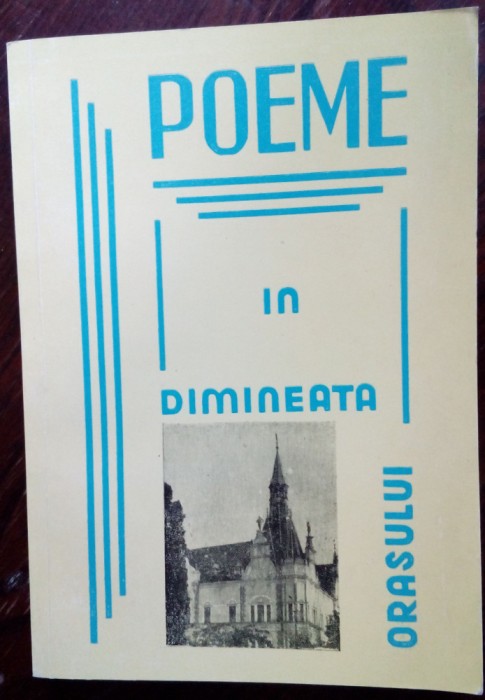 POEME
in
DIMINEATA
ORASULUI